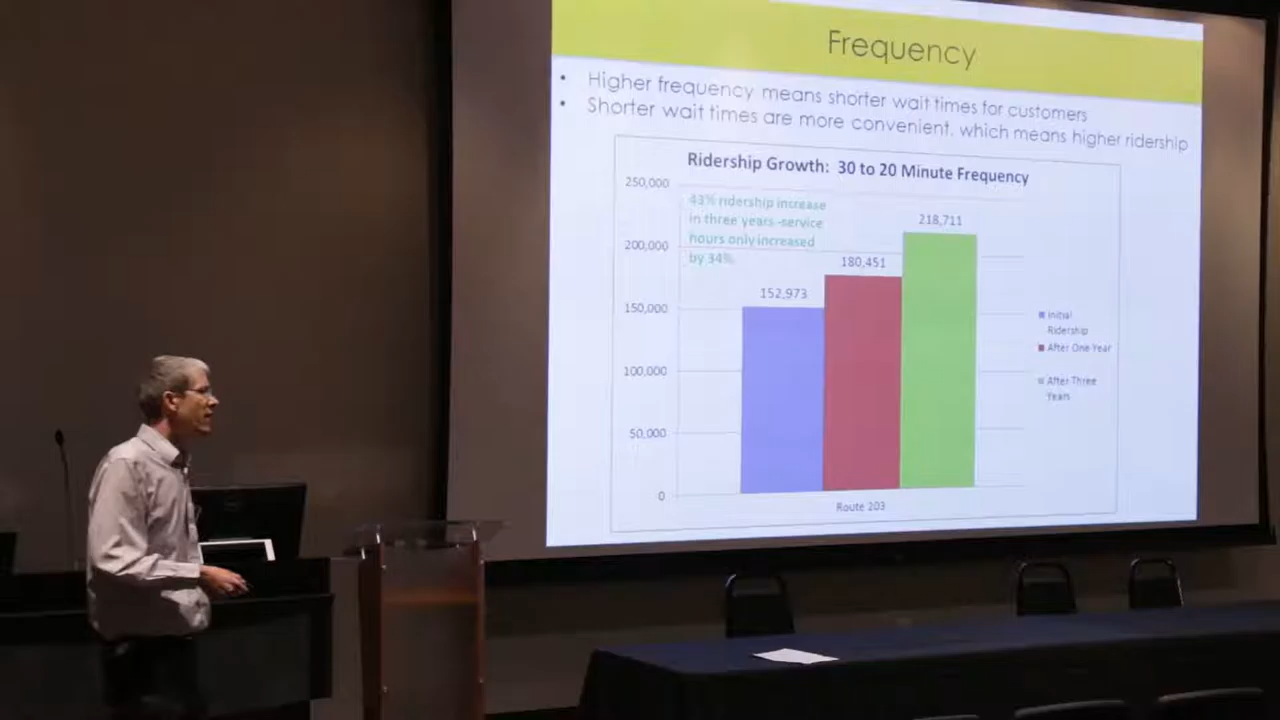 Frequency
• Higher frequency means shorter wait times for customers
• Shorter wait times are more convenient, which means higher ridership
Ridership Growth: 30 to 20 Minute Frequency
250,000
43% ridership increase
in three years -service
hours only increased
by 34%
200,000
150,000
100,000
50,000
0
152,973
180,451
218,711
Initial
Ridership
After One Year
After Three
Years
Route 203